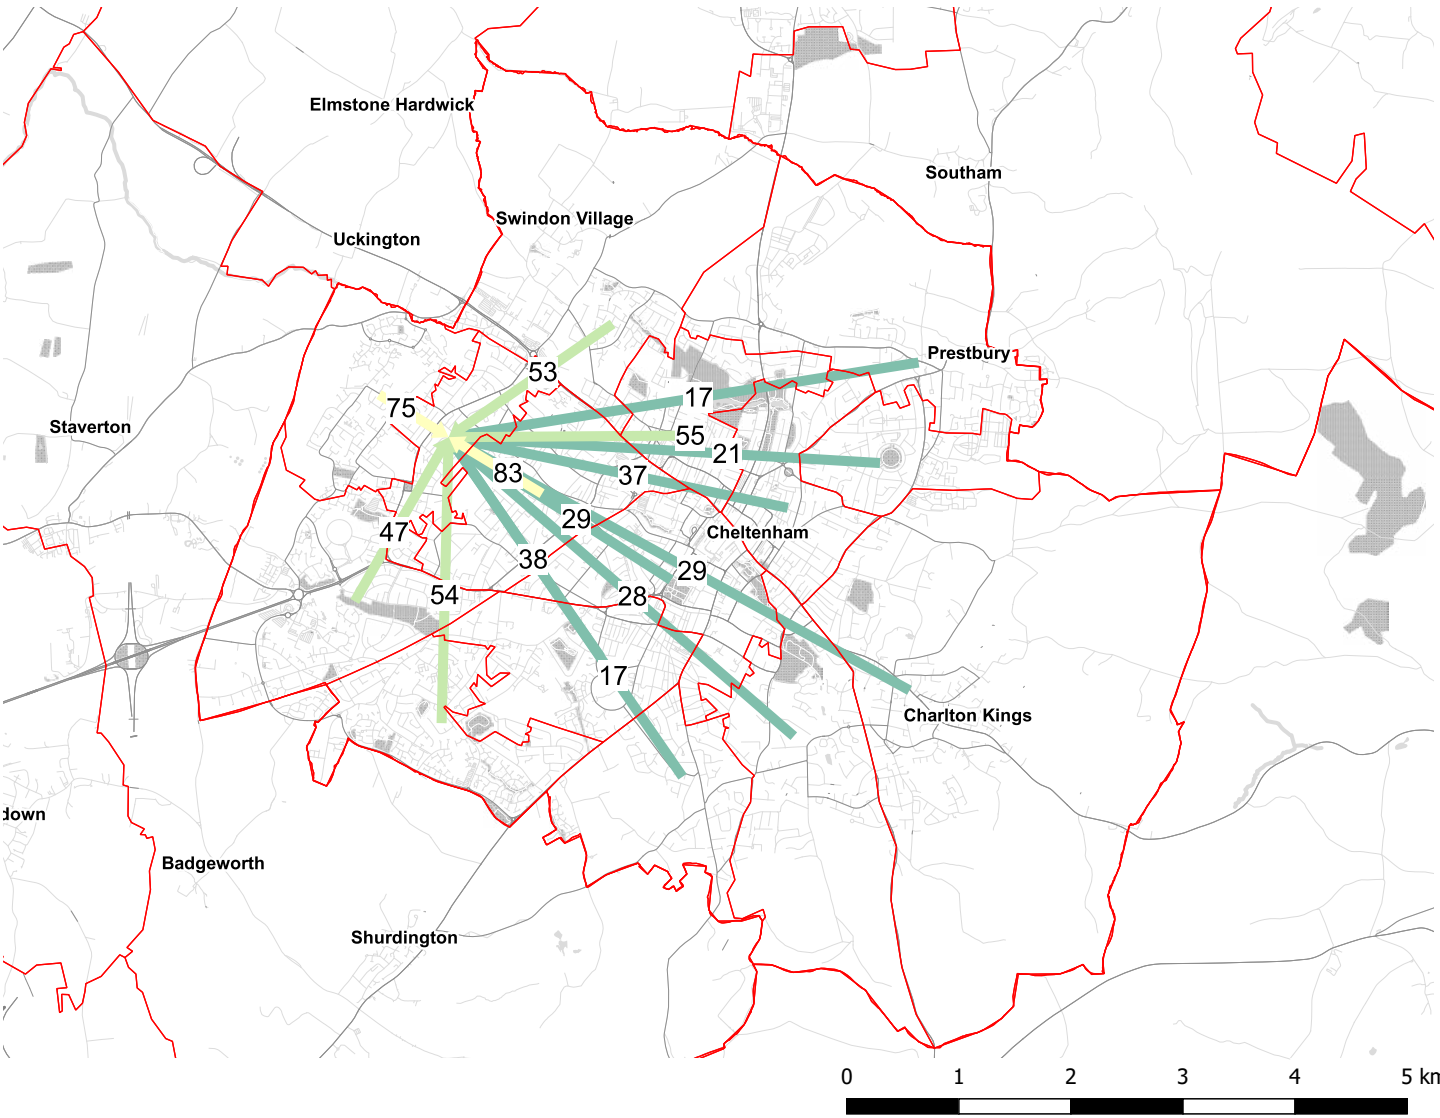 Elmstone Hardwick
Southam
Swindon Village
Uckington
Prestbury
53
17
75
Staverton
55
21
83
37
29
47
Cheltenham
38
29
54
28
17
Charlton Kings
down
Badgeworth
Shurdington
0 1 2 3 4 5 km